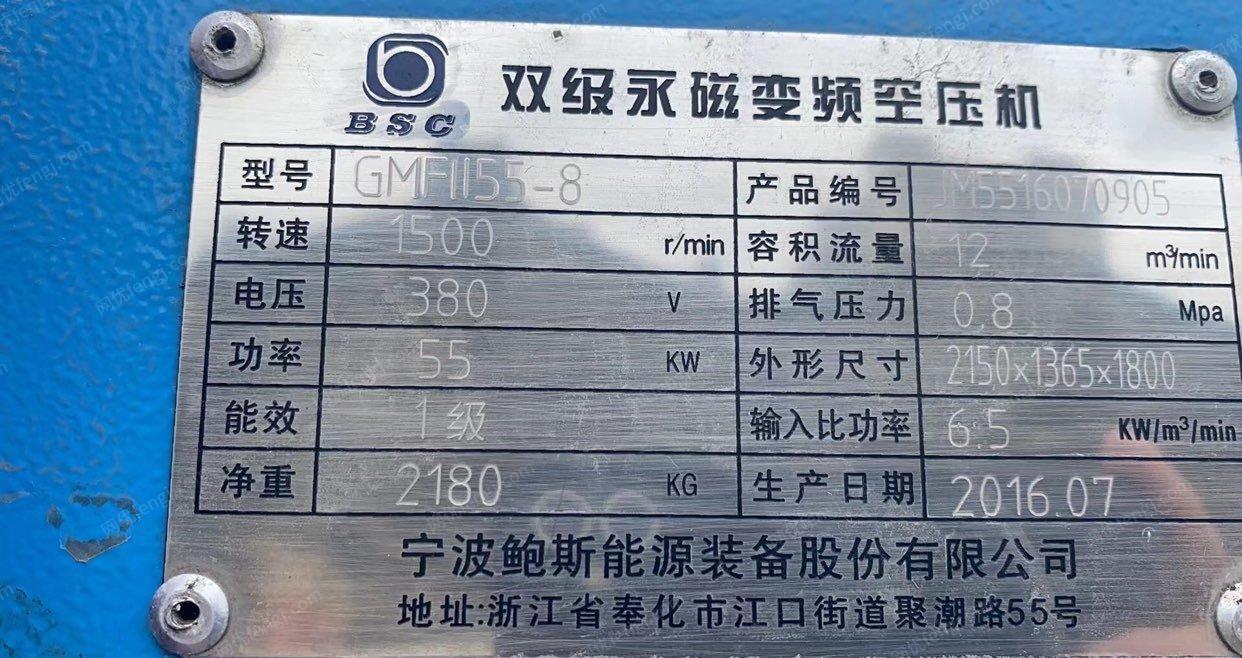 BSC
双级永磁变频空压机
型号 GMFII55-8 产品编号 JM5516070905
转速 1500 r/min 容积流量 12 m³/min
电压 380 V 排气压力 0.8 Mpa
功率 55 KW 外形尺寸 2150×1365×1800
能效 1级 输入比功率 6.5 KW/m³/min
净重 2180 KG 生产日期 2016.07
宁波鲍斯能源装备股份有限公司
地址:浙江省奉化市江口街道聚潮路55号